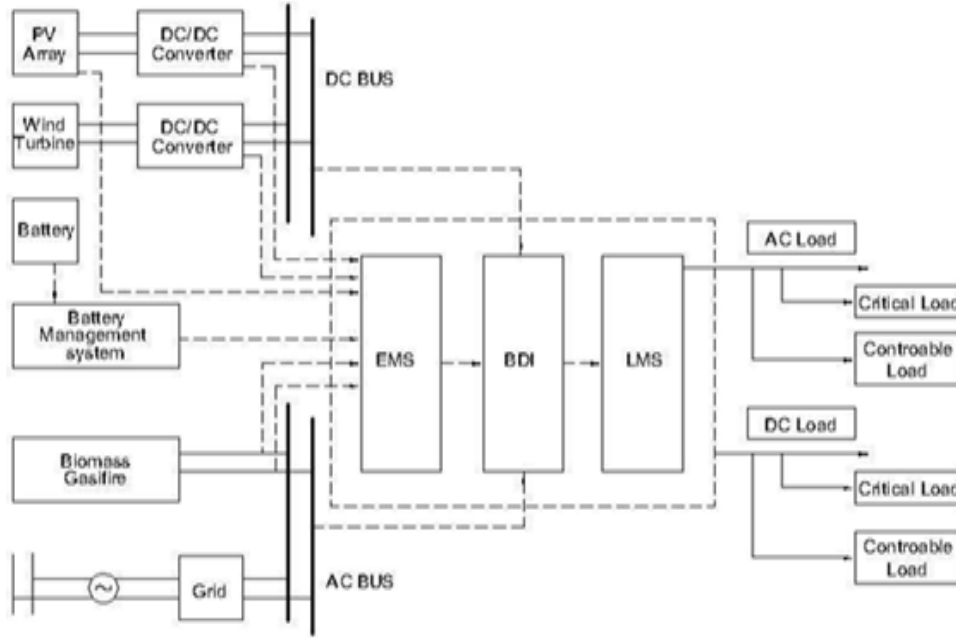 PV
Array
DC/DC
Converter
DC BUS
Wind
Turbine
DC/DC
Converter
Battery
Battery
Management
system
EMS
BDI
LMS
AC Load
Critical Load
Controable
Load
DC Load
Critical Load
Controable
Load
Biomass
Gasifire
Grid
AC BUS